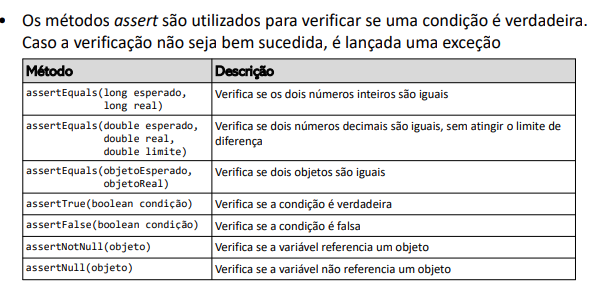 • Os métodos assert são utilizados para verificar se uma condição é verdadeira.
Caso a verificação não seja bem sucedida, é lançada uma exceção
Método Descrição
assertEquals(long esperado, Verifica se os dois números inteiros são iguais
long real)
assertEquals(double esperado, Verifica se dois números decimais são iguais, sem atingir o limite de
double real, diferença
double limite)
assertEquals(objetoEsperado, Verifica se dois objetos são iguais
objetoReal)
assertTrue(boolean condição) Verifica se a condição é verdadeira
assertFalse(boolean condição) Verifica se a condição é falsa
assertNotNull(objeto) Verifica se a variável referencia um objeto
assertNull(objeto) Verifica se a variável não referencia um objeto